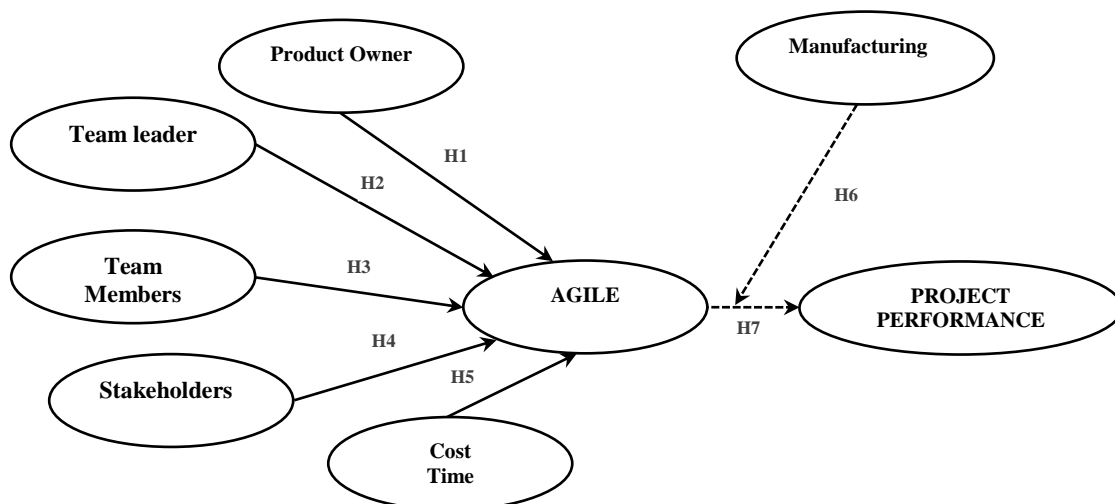 Product Owner
Manufacturing
Team leader
H1
H2
H6
Team
Members
H3
AGILE
PROJECT
PERFORMANCE
H7
H4
Stakeholders
H5
Cost
Time